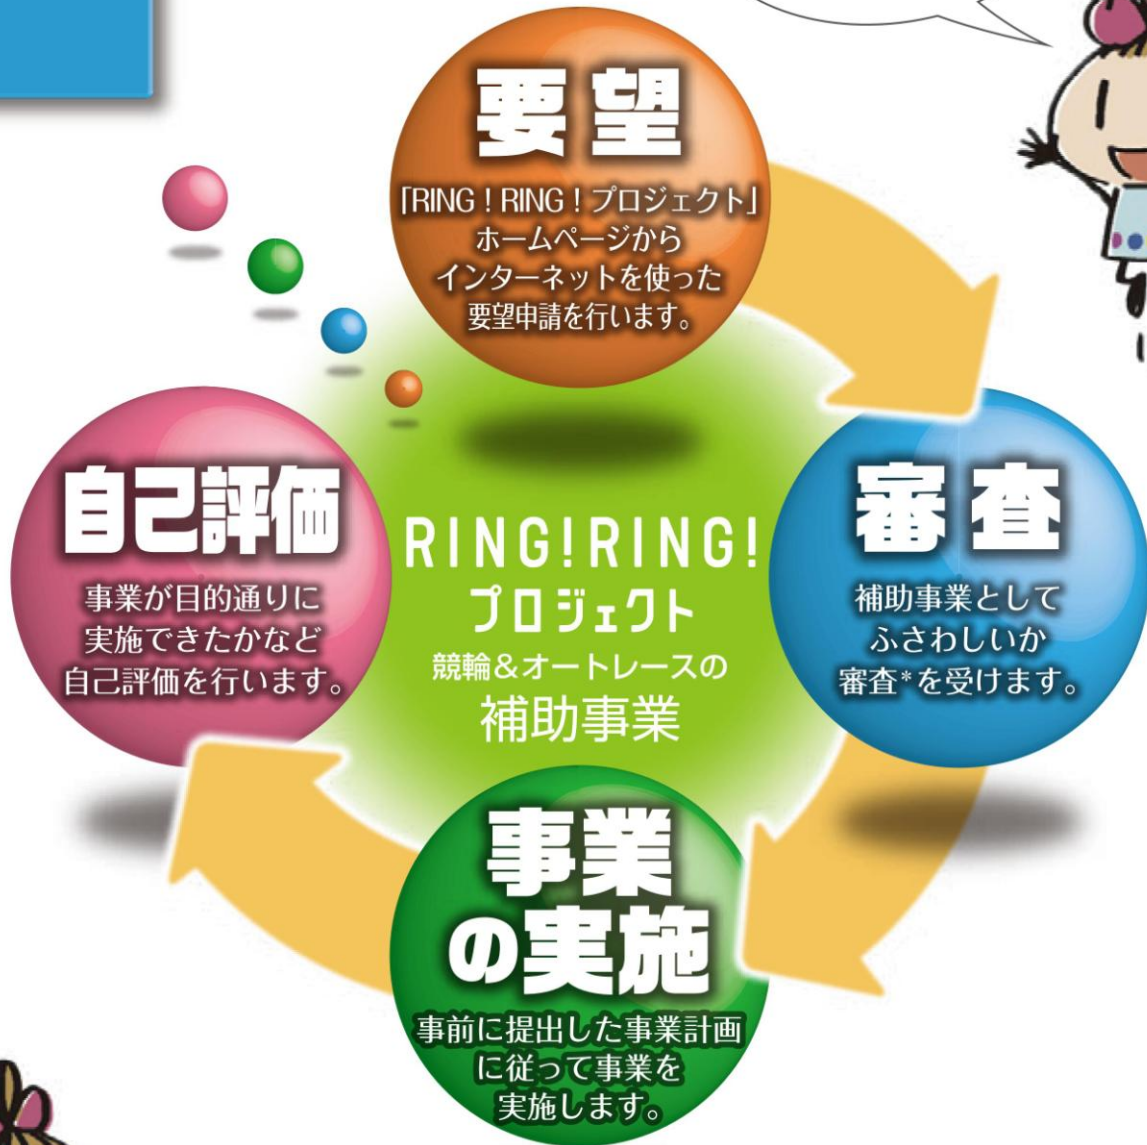 要望
「RING！RING！プロジェクト」
ホームページから
インターネットを使った
要望申請を行います。
審査
補助事業として
ふさわしいか
審査*を受けます。
事業
の実施
事前に提出した事業計画
に従って事業を
実施します。
自己評価
事業が目的通りに
実施できたかなど
自己評価を行います。
RING!RING!
プロジェクト
競輪&オートレースの
補助事業